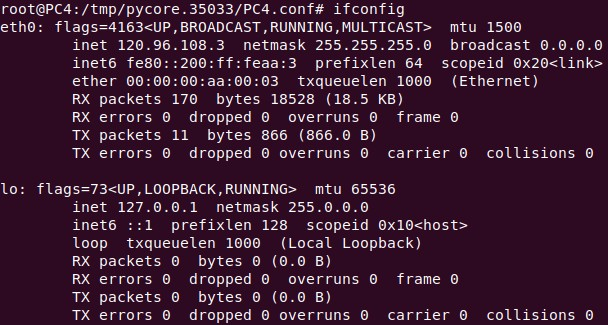 root@PC4:/tmp/pycore.35033/PC4.conf# ifconfig
eth0: flags=4163<UP,BROADCAST,RUNNING,MULTICAST>  mtu 1500
        inet 120.96.108.3  netmask 255.255.255.0  broadcast 0.0.0.0
        inet6 fe80::200:ff:feaa:3  prefixlen 64  scopeid 0x20<link>
        ether 00:00:00:aa:00:03  txqueuelen 1000  (Ethernet)
        RX packets 170  bytes 18528 (18.5 KB)
        RX errors 0  dropped 0  overruns 0  frame 0
        TX packets 11  bytes 866 (866.0 B)
        TX errors 0  dropped 0 overruns 0  carrier 0  collisions 0

lo: flags=73<UP,LOOPBACK,RUNNING>  mtu 65536
        inet 127.0.0.1  netmask 255.0.0.0
        inet6 ::1  prefixlen 128  scopeid 0x10<host>
        loop  txqueuelen 1000  (Local Loopback)
        RX packets 0  bytes 0 (0.0 B)
        RX errors 0  dropped 0  overruns 0  frame 0
        TX packets 0  bytes 0 (0.0 B)
        TX errors 0  dropped 0 overruns 0  carrier 0  collisions 0